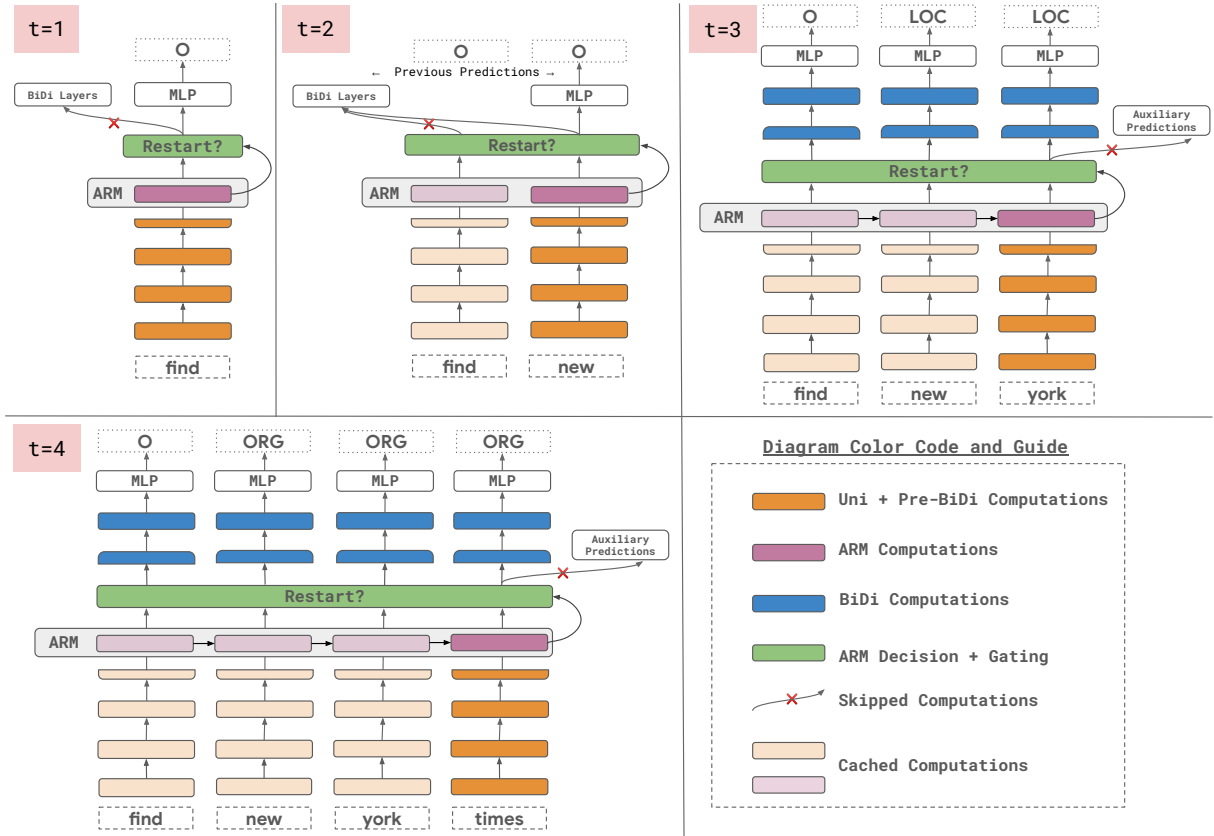 t=1
O
MLP
BiDi Layers
Restart?
ARM
find
t=2
O O
← Previous Predictions →
BiDi Layers
MLP
Restart?
ARM
find new
t=3
O LOC LOC
MLP MLP MLP
Auxiliary
Predictions
Restart?
ARM
find new york
t=4
O ORG ORG ORG
MLP MLP MLP MLP
Auxiliary
Predictions
Restart?
ARM
find new york times
Diagram Color Code and Guide
Uni + Pre-BiDi Computations
ARM Computations
BiDi Computations
ARM Decision + Gating
Skipped Computations
Cached Computations